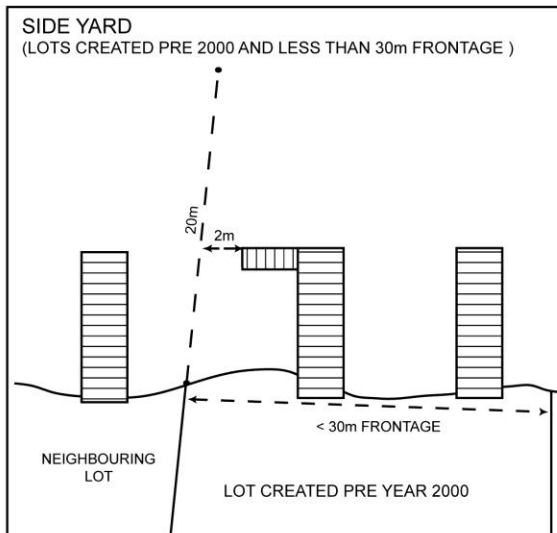 SIDE YARD
(LOTS CREATED PRE 2000 AND LESS THAN 30m FRONTAGE )
20m
2m
< 30m FRONTAGE
NEIGHBOURING
LOT
LOT CREATED PRE YEAR 2000